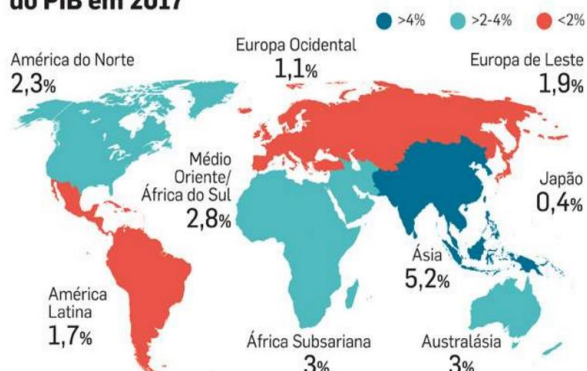 do PIB em 2017
>4% >2-4% <2%
América do Norte
2,3%
Europa Ocidental
1,1%
Europa de Leste
1,9%
Médio
Oriente/
África do Sul
2,8%
Japão
0,4%
Ásia
5,2%
América
Latina
1,7%
África Subsariana
3%
Australásia
3%